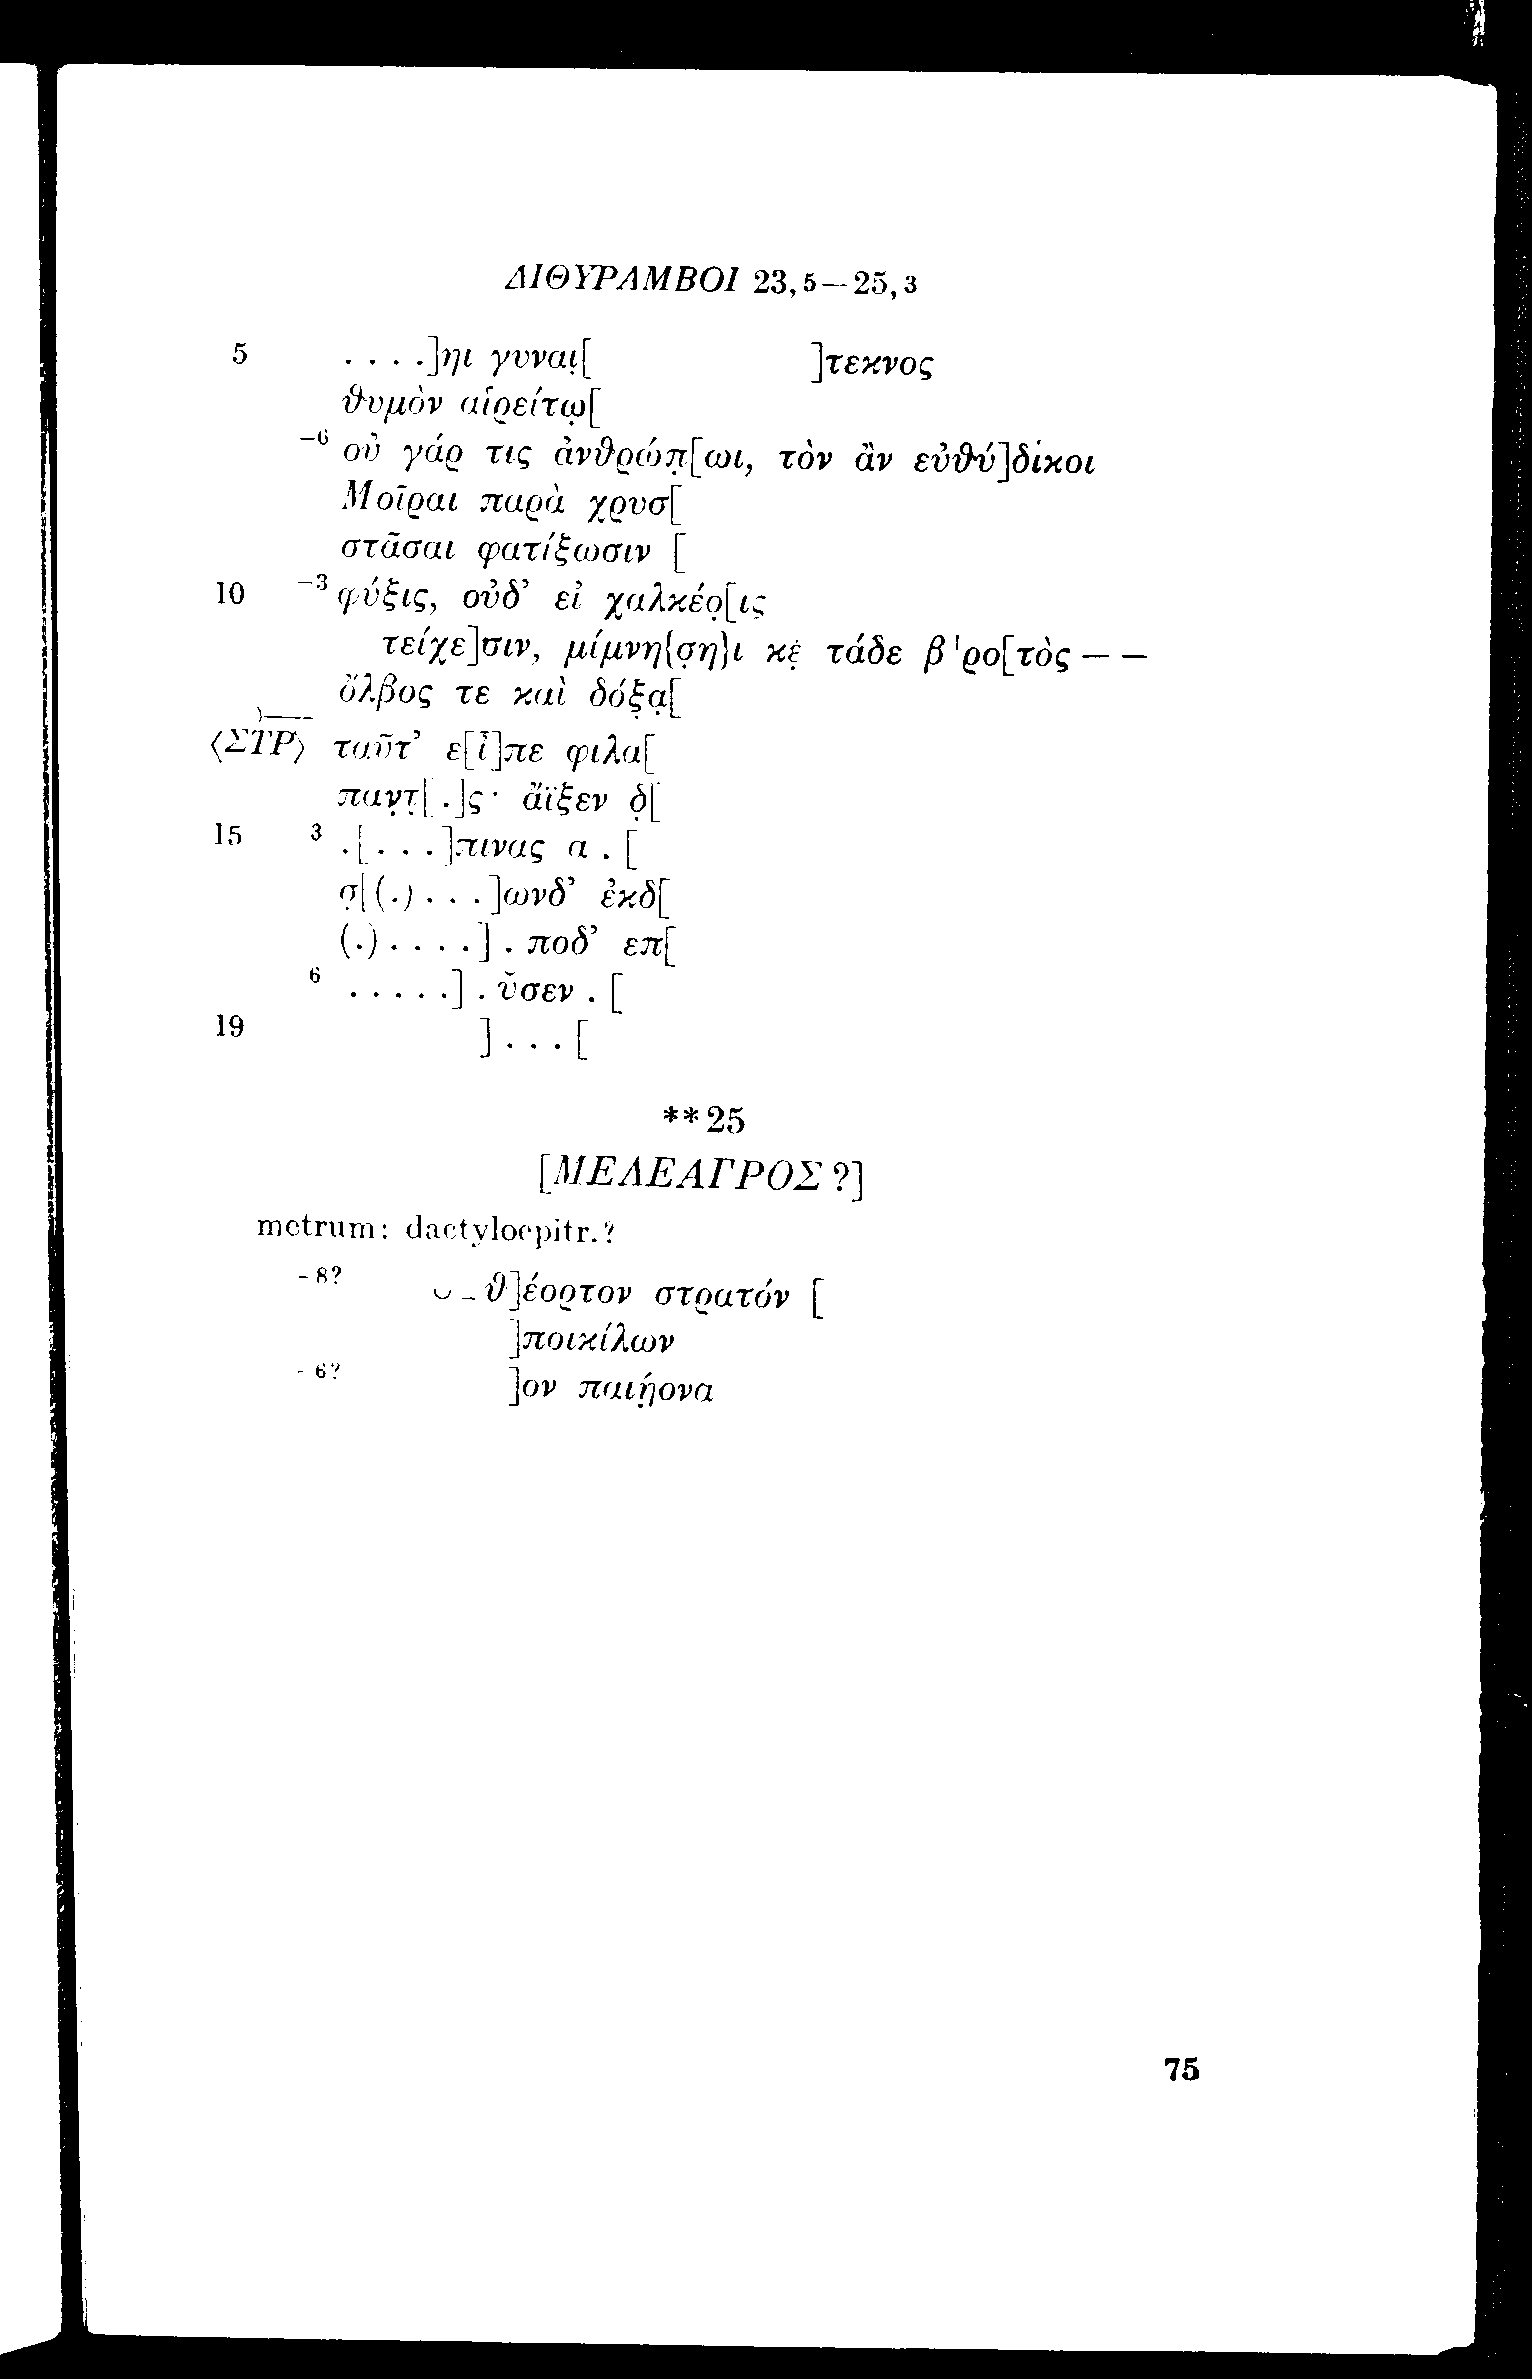 ΔΙΘΥΡΑΜΒΟΙ 23,5—25,3
5 . . . .]ηι γυναι̣[ ]τεκνος
θυμὸν αἱρείτω̣[
−6 οὐ γάρ τις ἀνθρώπ̣[ωι, τὸν ἂν εὐθύ]δικοι
Μοῖραι παρὰ χρυσ[
στᾶσαι φατίξωσιν [
10 −3 φύξις, οὐδ’ εἰ χαλκέο̣[ις
τείχε]σιν, μίμνη{σ̣η}ι κε̣ τάδε β'ρο[τὸς — —
ὄλβος τε καὶ δόξα̣[
⟨ΣΤΡ⟩ ταῦτ’ ε[ἶ]πε φιλα[
παν̣τ̣[.]ς· ἄϊξεν δ̣[
15 3 .[. . .]πινας α . [
σ̣[(.) . . .]ωνδ’ ἐκδ[
(.) . . . .] . ποδ’ επ[
6 . . . . .] . ῦσεν . [
19 ] . . . [
**25
[ΜΕΛΕΑΓΡΟΣ?]
metrum: dactyloepitr.?
-8? ⏑ – θ]έορτον στρατόν [
]ποικίλων
-6? ]ον παιή̣ονα
75